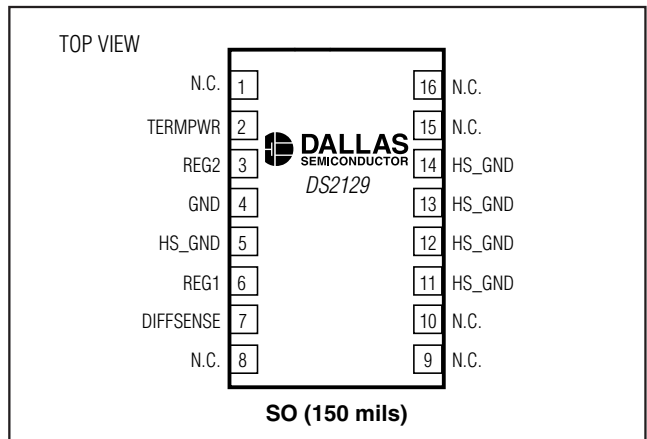 TOP VIEW
N.C. 1 16 N.C.
TERMPWR 2 15 N.C.
DALLAS
SEMICONDUCTOR
REG2 3 14 HS_GND
DS2129
GND 4 13 HS_GND
HS_GND 5 12 HS_GND
REG1 6 11 HS_GND
DIFFSENSE 7 10 N.C.
N.C. 8 9 N.C.
SO (150 mils)